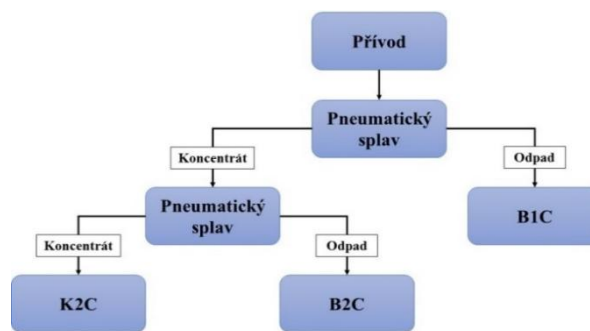 Přívod
Pneumatický
splav
Koncentrát
Odpad
Pneumatický
splav
B1C
Koncentrát
Odpad
K2C
B2C